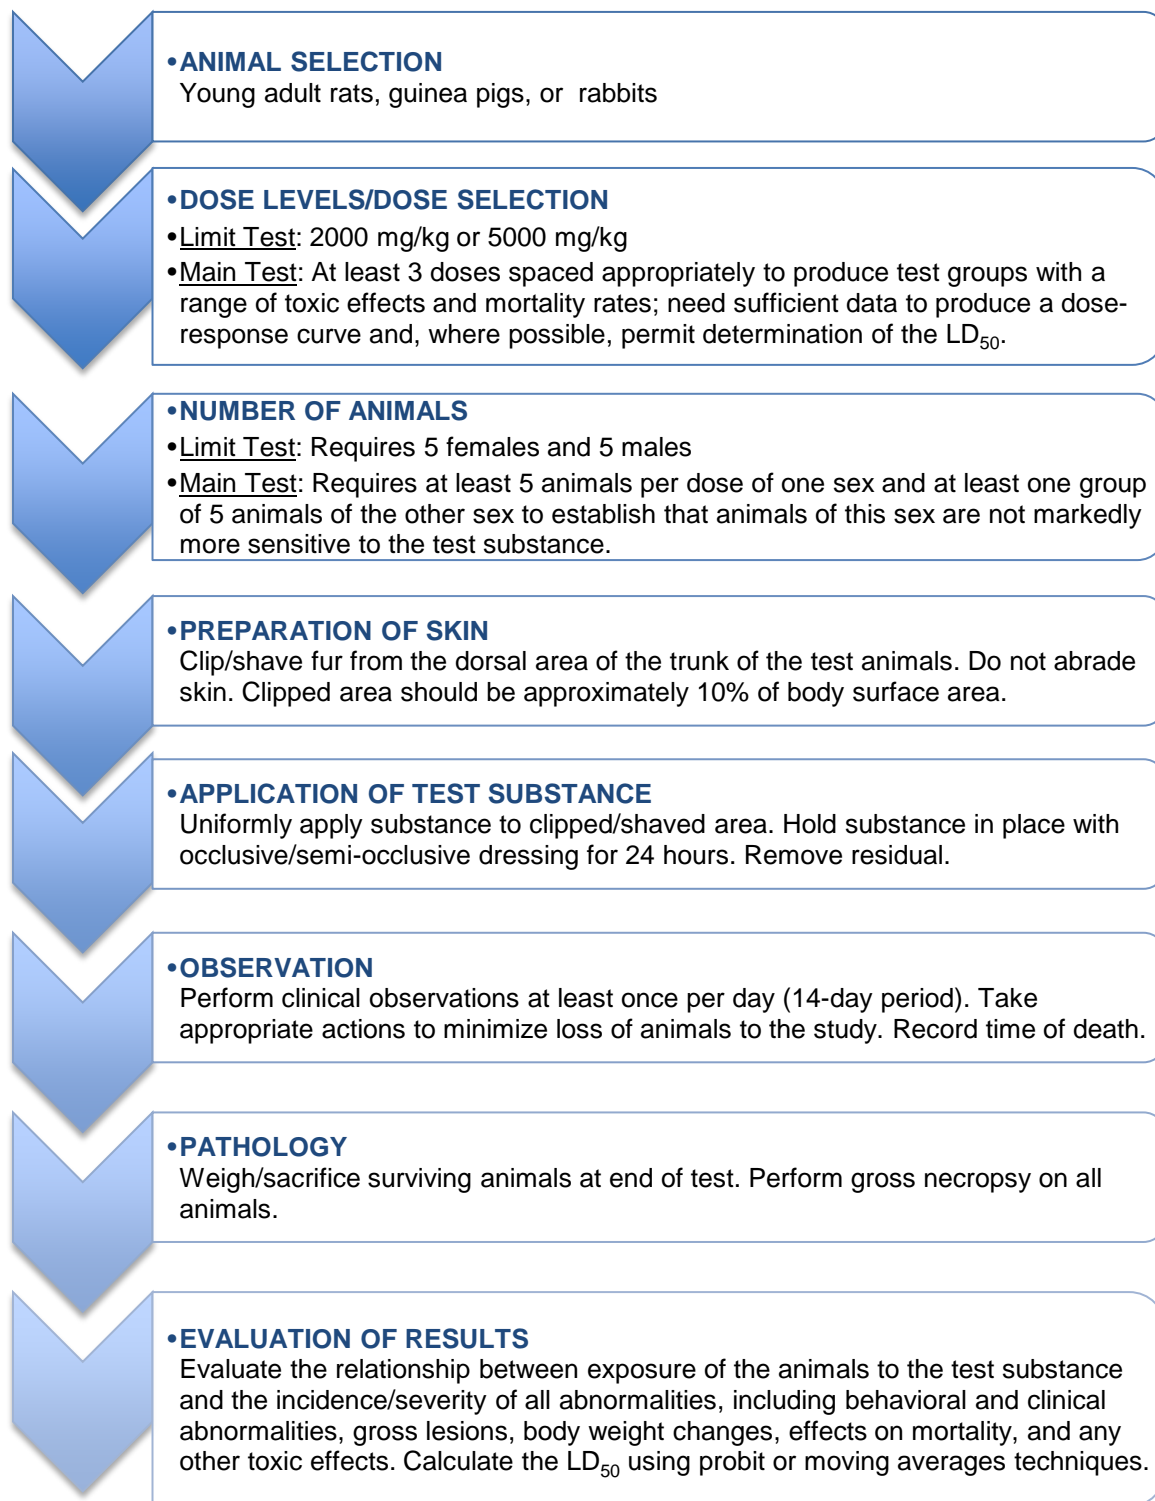 •ANIMAL SELECTION
Young adult rats, guinea pigs, or rabbits
•DOSE LEVELS/DOSE SELECTION
•Limit Test: 2000 mg/kg or 5000 mg/kg
•Main Test: At least 3 doses spaced appropriately to produce test groups with a
range of toxic effects and mortality rates; need sufficient data to produce a dose-
response curve and, where possible, permit determination of the LD50.
•NUMBER OF ANIMALS
•Limit Test: Requires 5 females and 5 males
•Main Test: Requires at least 5 animals per dose of one sex and at least one group
of 5 animals of the other sex to establish that animals of this sex are not markedly
more sensitive to the test substance.
•PREPARATION OF SKIN
Clip/shave fur from the dorsal area of the trunk of the test animals. Do not abrade
skin. Clipped area should be approximately 10% of body surface area.
•APPLICATION OF TEST SUBSTANCE
Uniformly apply substance to clipped/shaved area. Hold substance in place with
occlusive/semi-occlusive dressing for 24 hours. Remove residual.
•OBSERVATION
Perform clinical observations at least once per day (14-day period). Take
appropriate actions to minimize loss of animals to the study. Record time of death.
•PATHOLOGY
Weigh/sacrifice surviving animals at end of test. Perform gross necropsy on all
animals.
•EVALUATION OF RESULTS
Evaluate the relationship between exposure of the animals to the test substance
and the incidence/severity of all abnormalities, including behavioral and clinical
abnormalities, gross lesions, body weight changes, effects on mortality, and any
other toxic effects. Calculate the LD50 using probit or moving averages techniques.